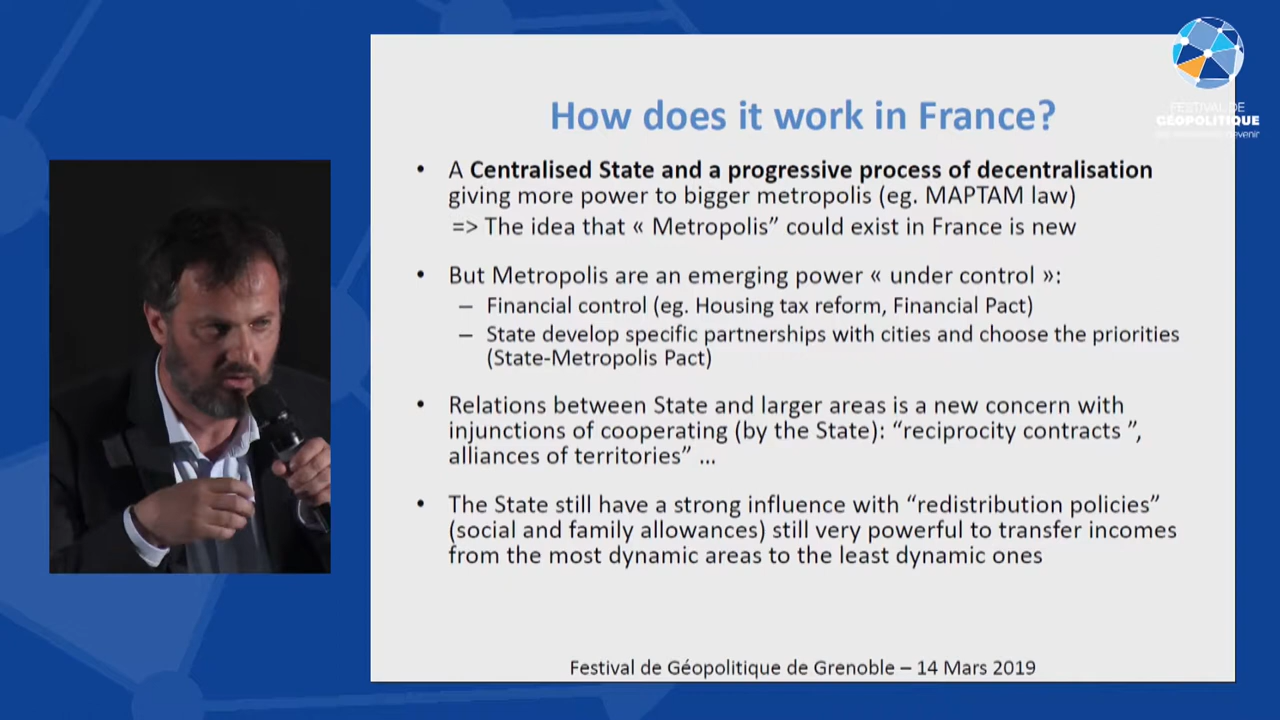 FESTIVAL DE
GÉOPOLITIQUE
How does it work in France?
• A Centralised State and a progressive process of decentralisation
giving more power to bigger metropolis (eg. MAPTAM law)
=> The idea that « Metropolis” could exist in France is new
• But Metropolis are an emerging power « under control »:
– Financial control (eg. Housing tax reform, Financial Pact)
– State develop specific partnerships with cities and choose the priorities
(State-Metropolis Pact)
• Relations between State and larger areas is a new concern with
injunctions of cooperating (by the State): “reciprocity contracts ”,
alliances of territories” ...
• The State still have a strong influence with “redistribution policies”
(social and family allowances) still very powerful to transfer incomes
from the most dynamic areas to the least dynamic ones
Festival de Géopolitique de Grenoble – 14 Mars 2019